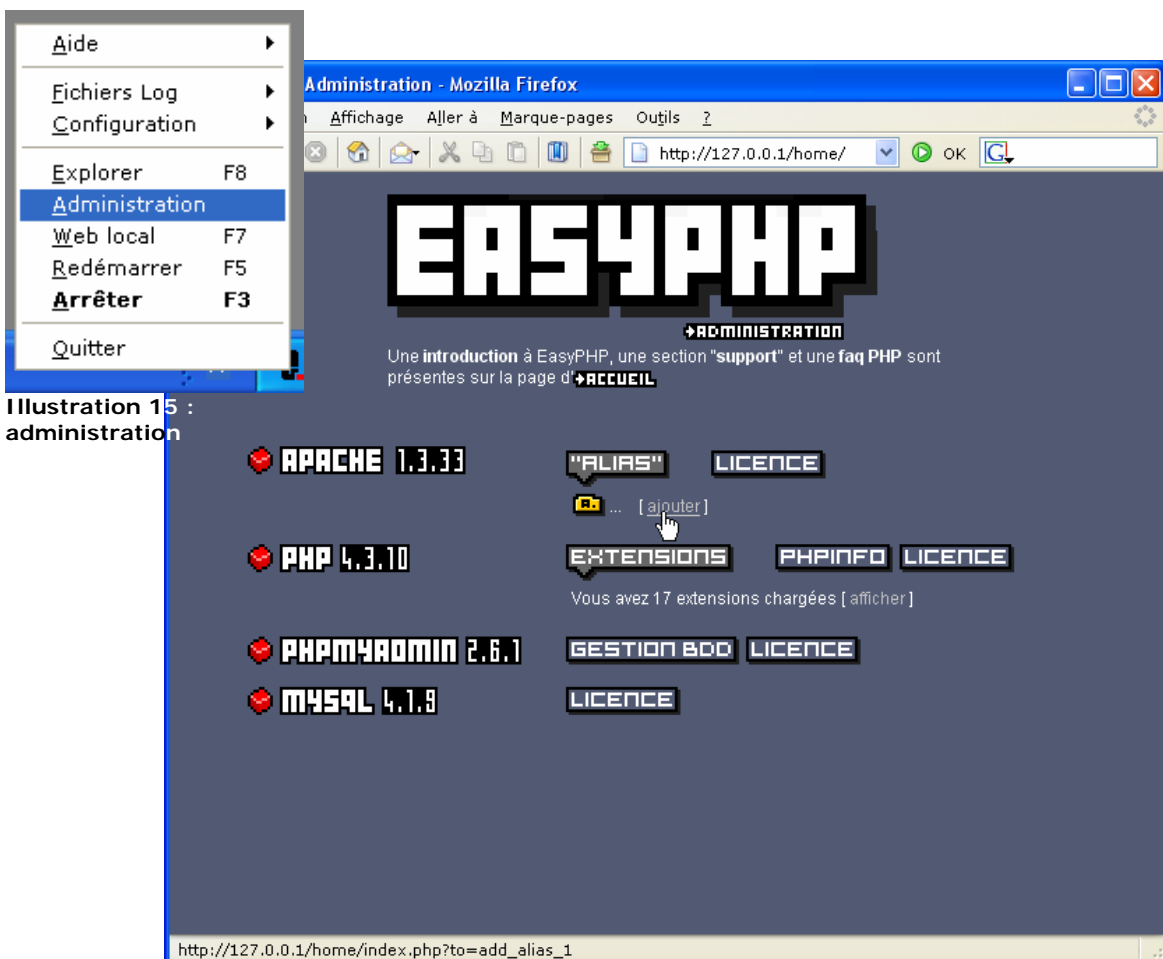 Aide
Fichiers Log
Configuration
Explorer F8
Administration
Web local F7
Redémarrer F5
Arrêter F3
Quitter
Illustration 15 :
administration
Administration - Mozilla Firefox
Affichage Aller à Marque-pages Outils ?
http://127.0.0.1/home/ OK G
EASYPHP
ADMINISTRATION
Une introduction à EasyPHP, une section "support" et une faq PHP sont
présentes sur la page d'ACCUEIL
APACHE 1.3.33 "ALIAS" LICENCE
A. ... [ ajouter ]
PHP 4.3.10 EXTENSIONS PHPINFO LICENCE
Vous avez 17 extensions chargées [ afficher ]
PHPMYADMIN 2.6.1 GESTION BDD LICENCE
MYSQL 4.1.9 LICENCE
http://127.0.0.1/home/index.php?to=add_alias_1